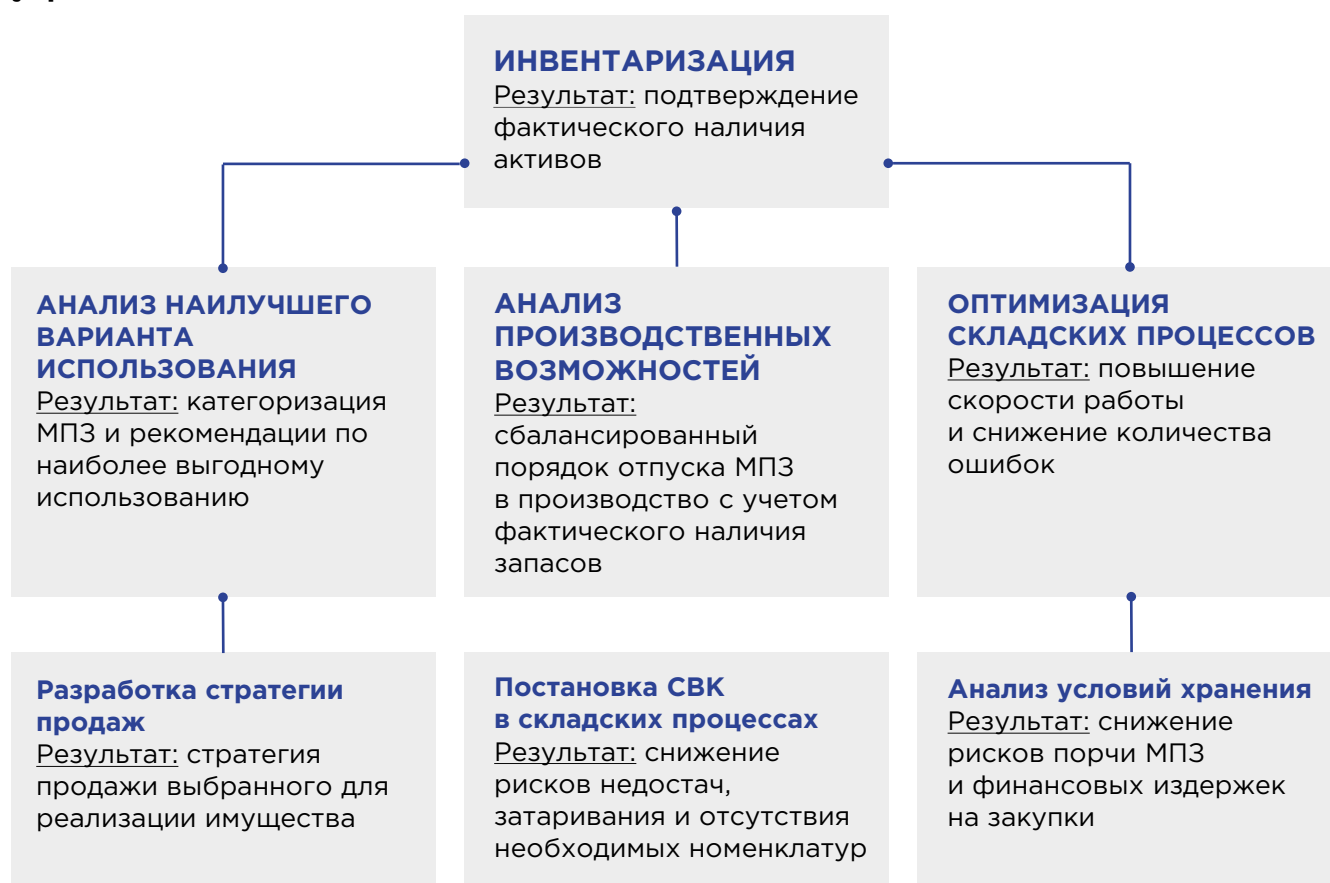 ИНВЕНТАРИЗАЦИЯ
Результат: подтверждение
фактического наличия
активов
АНАЛИЗ НАИЛУЧШЕГО
ВАРИАНТА
ИСПОЛЬЗОВАНИЯ
Результат: категоризация
МПЗ и рекомендации по
наиболее выгодному
использованию
АНАЛИЗ
ПРОИЗВОДСТВЕННЫХ
ВОЗМОЖНОСТЕЙ
Результат:
сбалансированный
порядок отпуска МПЗ
в производство с учетом
фактического наличия
запасов
ОПТИМИЗАЦИЯ
СКЛАДСКИХ ПРОЦЕССОВ
Результат: повышение
скорости работы
и снижение количества
ошибок
Разработка стратегии
продаж
Результат: стратегия
продажи выбранного для
реализации имущества
Постановка СВК
в складских процессах
Результат: снижение
рисков недостач,
затаривания и отсутствия
необходимых номенклатур
Анализ условий хранения
Результат: снижение
рисков порчи МПЗ
и финансовых издержек
на закупки